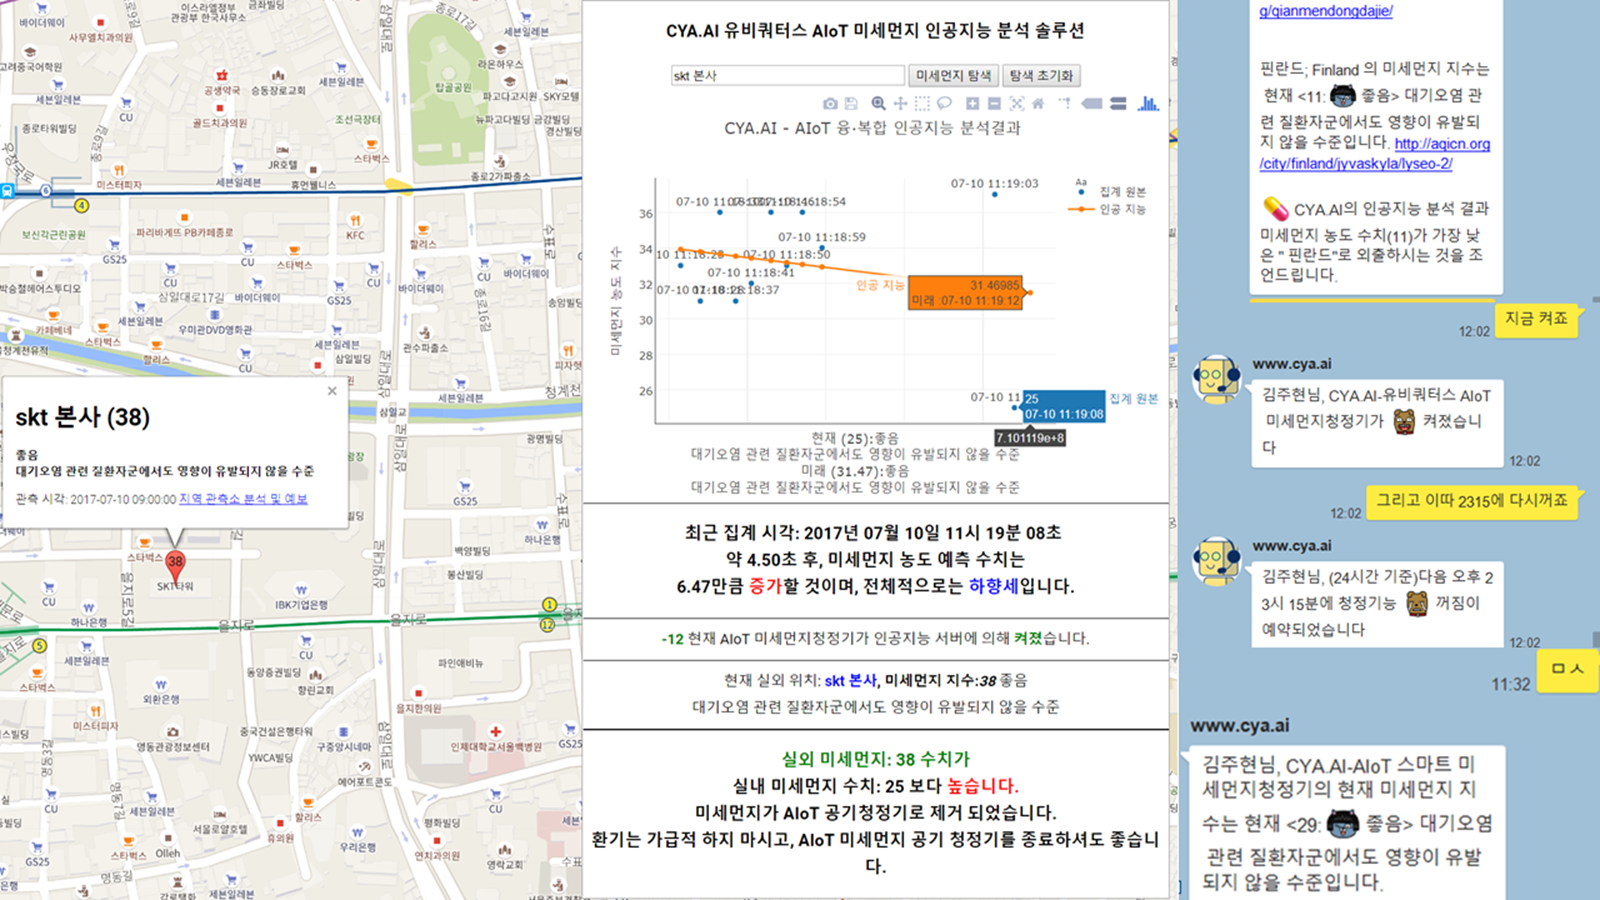 이스라엘정부
관광부 한국사무소
금좌빌딩
사무엘치과의원
고려중국어학원
세븐일레븐
종로타워빌딩
CU
공생약국
승동장로교회
골드치과의원
세븐일레븐
조선극장터
JR호텔
스타벅스
종로17길
세븐일레븐
라온하우스
탑골공원
파고다고시원
SKY모텔
뉴파고다빌딩
금강빌딩
경산빌딩
미스터피자
세븐일레븐
휴먼웰니스
종로2가파출소
6
4
보신각근린공원
파리바게뜨 PB카페종로
KFC
할리스
GS25
CU
스타벅스
CU
바이더웨이
바이더웨이
바이더웨이
삼일대로17길
GS25
세븐일레븐
우미관DVD영화관
카페베네
스타벅스
할리스
CU
세븐일레븐
삼일빌딩
관수파출소
청계천유적
세븐일레븐
삼일교
광명빌딩
skt 본사 (38)
×
좋음
대기오염 관련 질환자군에서도 영향이 유발되지 않을 수준
관측 시각: 2017-07-10 09:00:00 지역 관측소 분석 및 예보
GS25
하나은행
스타벅스
38
SKT타워
백양빌딩
봉산빌딩
CU
하나은행
IBK기업은행
을지로
을지로
1
12
5
세븐일레븐
CU
스타벅스
동양증권빌딩
파인애비뉴
외환은행
향린교회
을지한의원
미스터피자
중국건설은행타워
명동관광정보센터
구중앙시네마
인제대학교서울백병원
GS25
YWCA빌딩
에어포트콘도
CU
세븐일레븐
할리스
CU
서울로얄호텔
평화빌딩
CU
GS25
스타벅스
Olleh
우리은행
연치과의원
영락교회
명동길
세븐일레븐
세븐일레븐
CYA.AI 유비쿼터스 AIoT 미세먼지 인공지능 분석 솔루션
skt 본사
미세먼지 탐색
탐색 초기화
CYA.AI - AIoT 융·복합 인공지능 분석결과
07-10 11:19:03
Aa
집계 원본
인공 지능
07-10 11:18:54
07-10 11:18:59
07-10 11:18:50
07-10 11:18:41
36
34
32
30
28
26
미세먼지 농도 지수
인공 지능
31.46985
미래 :07-10 11:19:12
25
07-10 11:19:08
집계 원본
7.101119e+8
현재 (25):좋음
대기오염 관련 질환자군에서도 영향이 유발되지 않을 수준
미래 (31.47):좋음
대기오염 관련 질환자군에서도 영향이 유발되지 않을 수준
최근 집계 시각: 2017년 07월 10일 11시 19분 08초
약 4.50초 후, 미세먼지 농도 예측 수치는
6.47만큼 증가할 것이며, 전체적으로는 하향세입니다.
-12 현재 AIoT 미세먼지청정기가 인공지능 서버에 의해 켜졌습니다.
현재 실외 위치: skt 본사, 미세먼지 지수:38 좋음
대기오염 관련 질환자군에서도 영향이 유발되지 않을 수준
실외 미세먼지: 38 수치가
실내 미세먼지 수치: 25 보다 높습니다.
미세먼지가 AIoT 공기청정기로 제거 되었습니다.
환기는 가급적 하지 마시고, AIoT 미세먼지 공기 청정기를 종료하셔도 좋습니
다.
g/qianmendongdajie/
핀란드; Finland 의 미세먼지 지수는
현재 <11: 좋음> 대기오염 관
련 질환자군에서도 영향이 유발되
지 않을 수준입니다. http://aqicn.org
/city/finland/jyvaskyla/lyseo-2/
CYA.AI의 인공지능 분석 결과
미세먼지 농도 수치(11)가 가장 낮
은 " 핀란드"로 외출하시는 것을 조
언드립니다.
지금 켜죠
12:02
www.cya.ai
김주현님, CYA.AI-유비쿼터스 AIoT
미세먼지청정기가 켜졌습니
다
12:02
그리고 이따 2315에 다시꺼죠
12:02
www.cya.ai
김주현님, (24시간 기준)다음 오후 2
3시 15분에 청정기능 꺼짐이
예약되었습니다
12:02
ㅁㅅ
11:32
www.cya.ai
김주현님, CYA.AI-AIoT 스마트 미
세먼지청정기의 현재 미세먼지 지
수는 현재 <29: 좋음> 대기오염
관련 질환자군에서도 영향이 유발
되지 않을 수준입니다.